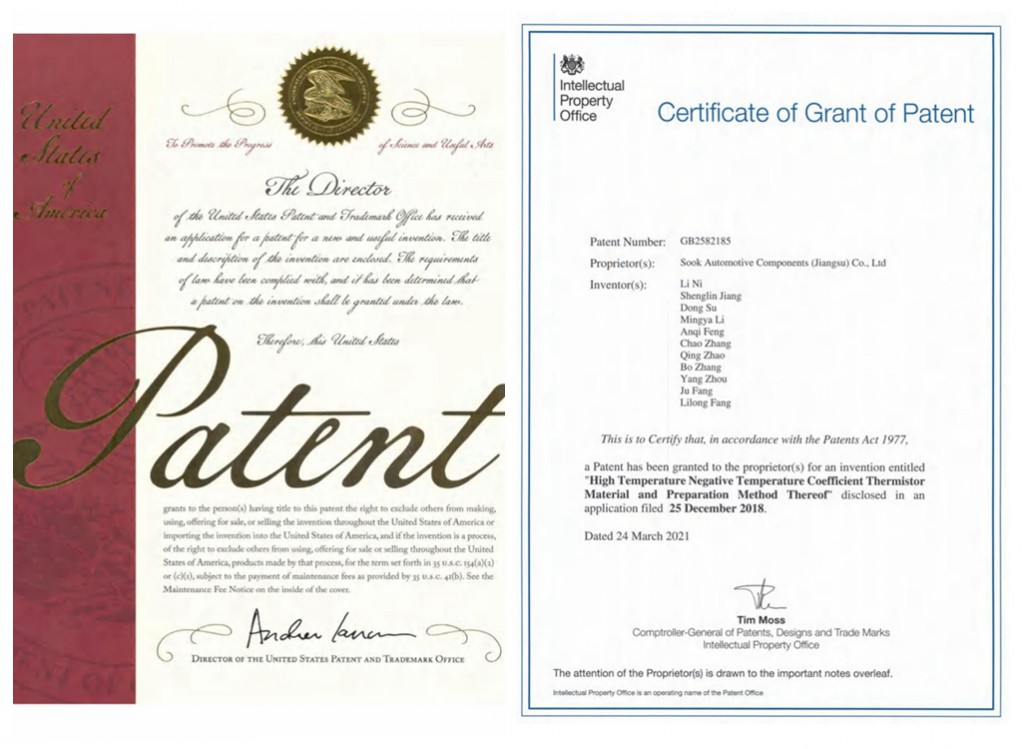 United
States
of
America
To Promote the Progress
of Science and Useful Arts
The Director
of the United States Patent and Trademark Office has received
an application for a patent for a new and useful invention. The title
and description of the invention are enclosed. The requirements
of law have been complied with, and it has been determined that
a patent on the invention shall be granted under the law.
Therefore, this United States
Patent
grants to the person(s) having title to this patent the right to exclude others from making,
using, offering for sale, or selling the invention throughout the United States of America or
importing the invention into the United States of America, and if the invention is a process,
of the right to exclude others from using, offering for sale or selling throughout the United
States of America, products made by that process, for the term set forth in 35 U.S.C. 154(a)(2)
or (c)(1), subject to the payment of maintenance fees as provided by 35 U.S.C. 41(b). See the
Maintenance Fee Notice on the inside of the cover.
DIRECTOR OF THE UNITED STATES PATENT AND TRADEMARK OFFICE
Intellectual
Property
Office
Certificate of Grant of Patent
Patent Number: GB2582185
Proprietor(s): Sook Automotive Components (Jiangsu) Co., Ltd
Inventor(s): Li Ni
Shenglin Jiang
Dong Su
Mingya Li
Anqi Feng
Chao Zhang
Qing Zhao
Bo Zhang
Yang Zhou
Ju Fang
Lilong Fang
This is to Certify that, in accordance with the Patents Act 1977,
a Patent has been granted to the proprietor(s) for an invention entitled
"High Temperature Negative Temperature Coefficient Thermistor
Material and Preparation Method Thereof" disclosed in an
application filed 25 December 2018.
Dated 24 March 2021
Tim Moss
Comptroller-General of Patents, Designs and Trade Marks
Intellectual Property Office
The attention of the Proprietor(s) is drawn to the important notes overleaf.
Intellectual Property Office is an operating name of the Patent Office